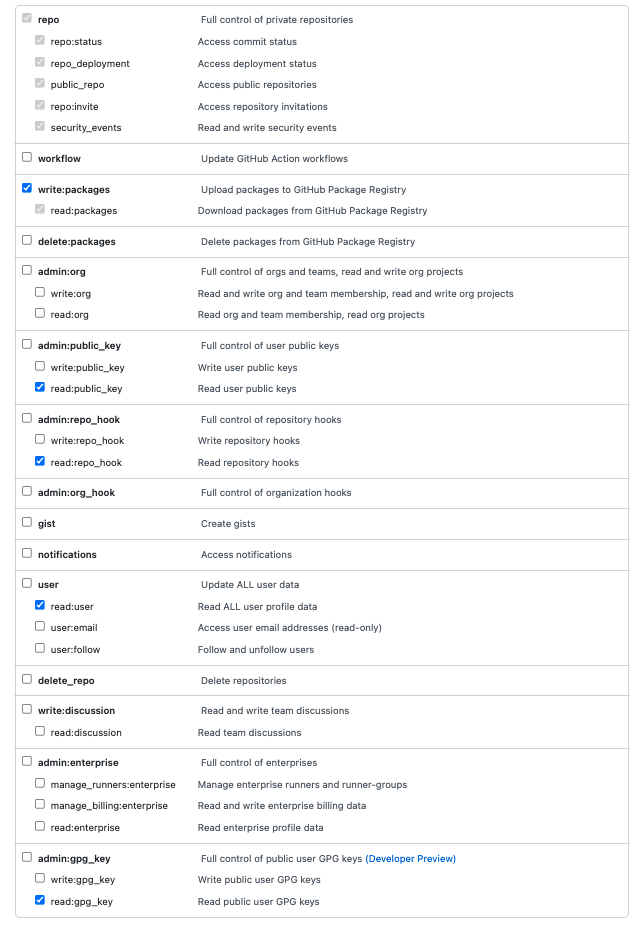 repo Full control of private repositories
repo:status Access commit status
repo_deployment Access deployment status
public_repo Access public repositories
repo:invite Access repository invitations
security_events Read and write security events
workflow Update GitHub Action workflows
write:packages Upload packages to GitHub Package Registry
read:packages Download packages from GitHub Package Registry
delete:packages Delete packages from GitHub Package Registry
admin:org Full control of orgs and teams, read and write org projects
write:org Read and write org and team membership, read and write org projects
read:org Read org and team membership, read org projects
admin:public_key Full control of user public keys
write:public_key Write user public keys
read:public_key Read user public keys
admin:repo_hook Full control of repository hooks
write:repo_hook Write repository hooks
read:repo_hook Read repository hooks
admin:org_hook Full control of organization hooks
gist Create gists
notifications Access notifications
user Update ALL user data
read:user Read ALL user profile data
user:email Access user email addresses (read-only)
user:follow Follow and unfollow users
delete_repo Delete repositories
write:discussion Read and write team discussions
read:discussion Read team discussions
admin:enterprise Full control of enterprises
manage_runners:enterprise Manage enterprise runners and runner-groups
manage_billing:enterprise Read and write enterprise billing data
read:enterprise Read enterprise profile data
admin:gpg_key Full control of public user GPG keys (Developer Preview)
write:gpg_key Write public user GPG keys
read:gpg_key Read public user GPG keys